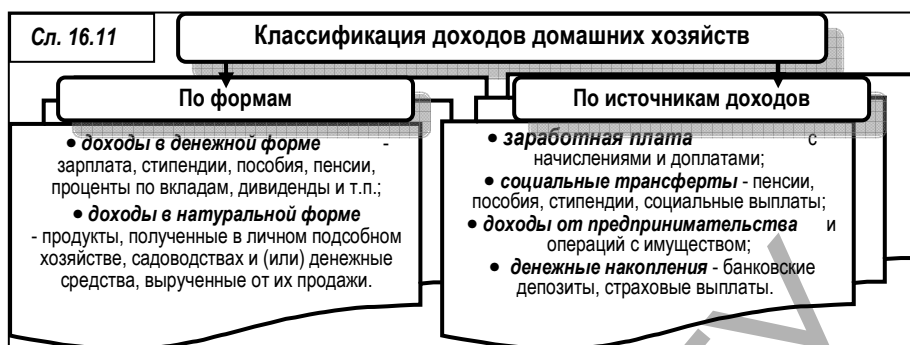 Сл. 16.11
Классификация доходов домашних хозяйств
По формам
• доходы в денежной форме -
зарплата, стипендии, пособия, пенсии,
проценты по вкладам, дивиденды и т.п.;
• доходы в натуральной форме
- продукты, полученные в личном подсобном
хозяйстве, садоводствах и (или) денежные
средства, вырученные от их продажи.
По источникам доходов
• заработная плата с
начислениями и доплатами;
• социальные трансферты - пенсии,
пособия, стипендии, социальные выплаты;
• доходы от предпринимательства и
операций с имуществом;
• денежные накопления - банковские
депозиты, страховые выплаты.